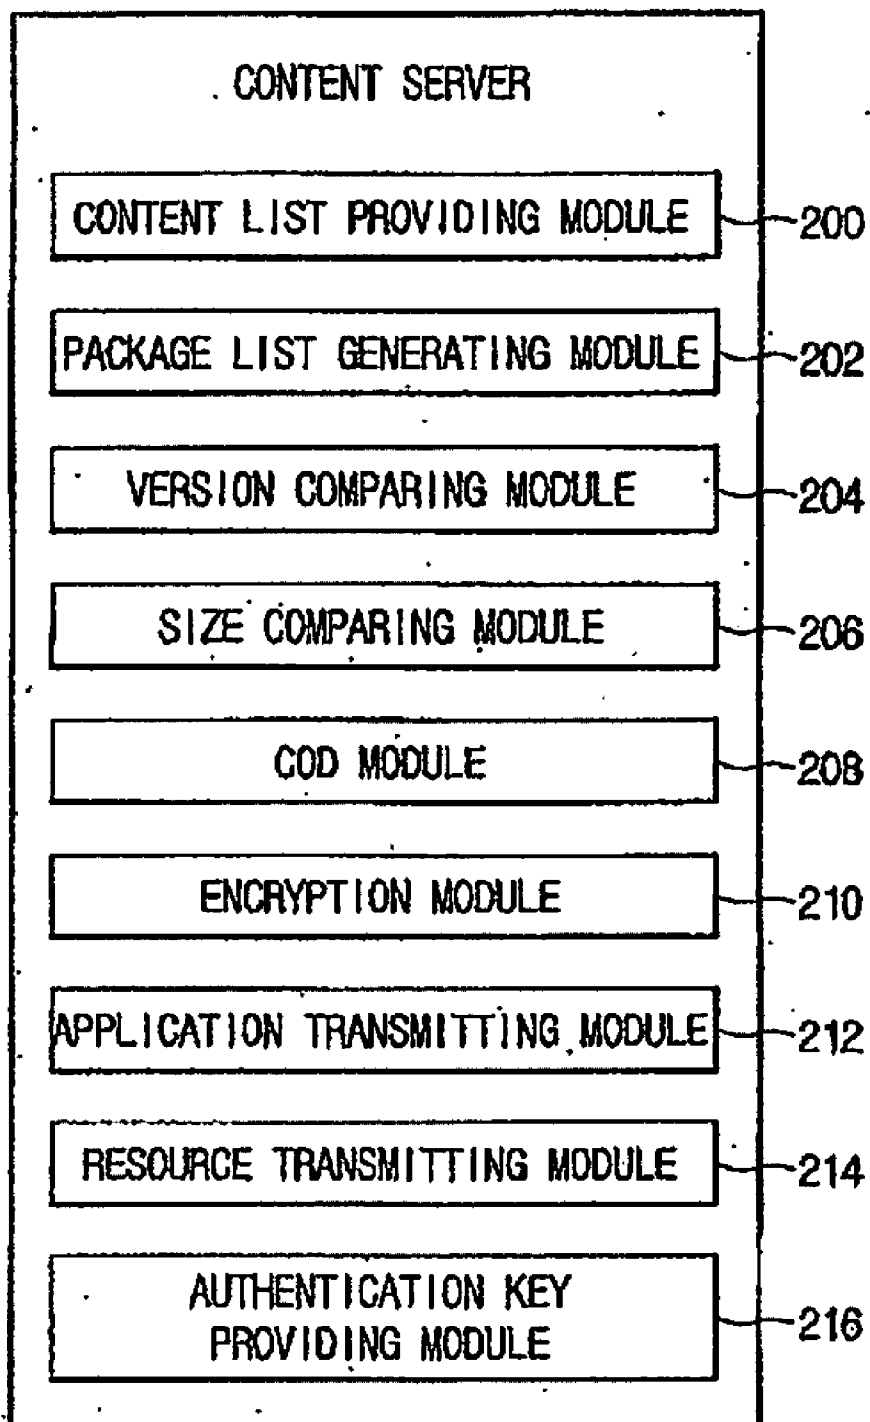 CONTENT SERVER
CONTENT LIST PROVIDING MODULE 200
PACKAGE LIST GENERATING MODULE 202
VERSION COMPARING MODULE 204
SIZE COMPARING MODULE 206
COD MODULE 208
ENCRYPTION MODULE 210
APPLICATION TRANSMITTING MODULE 212
RESOURCE TRANSMITTING MODULE 214
AUTHENTICATION KEY
PROVIDING MODULE 216